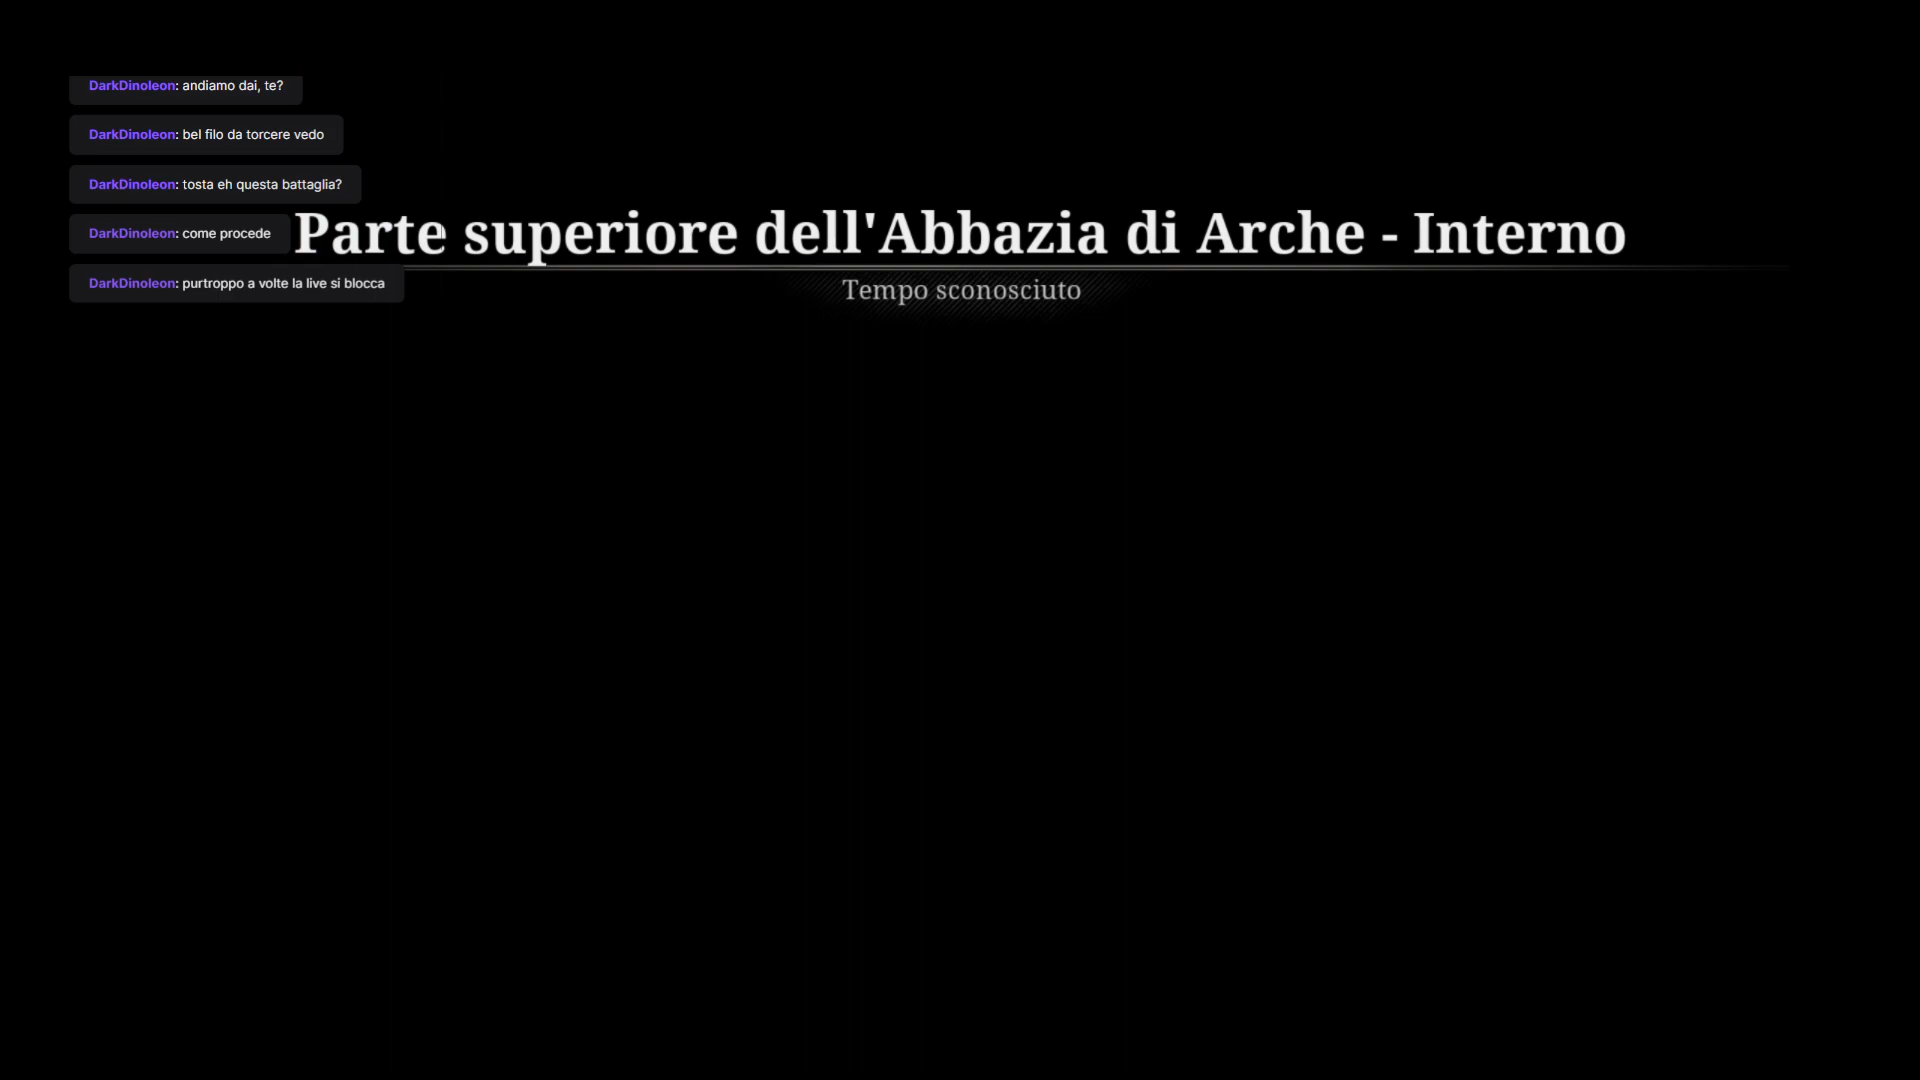 DarkDinoleon: andiamo dai, te?
DarkDinoleon: bel filo da torcere vedo
DarkDinoleon: tosta eh questa battaglia?
DarkDinoleon: come procede
DarkDinoleon: purtroppo a volte la live si blocca
Parte superiore dell'Abbazia di Arche - Interno
Tempo sconosciuto